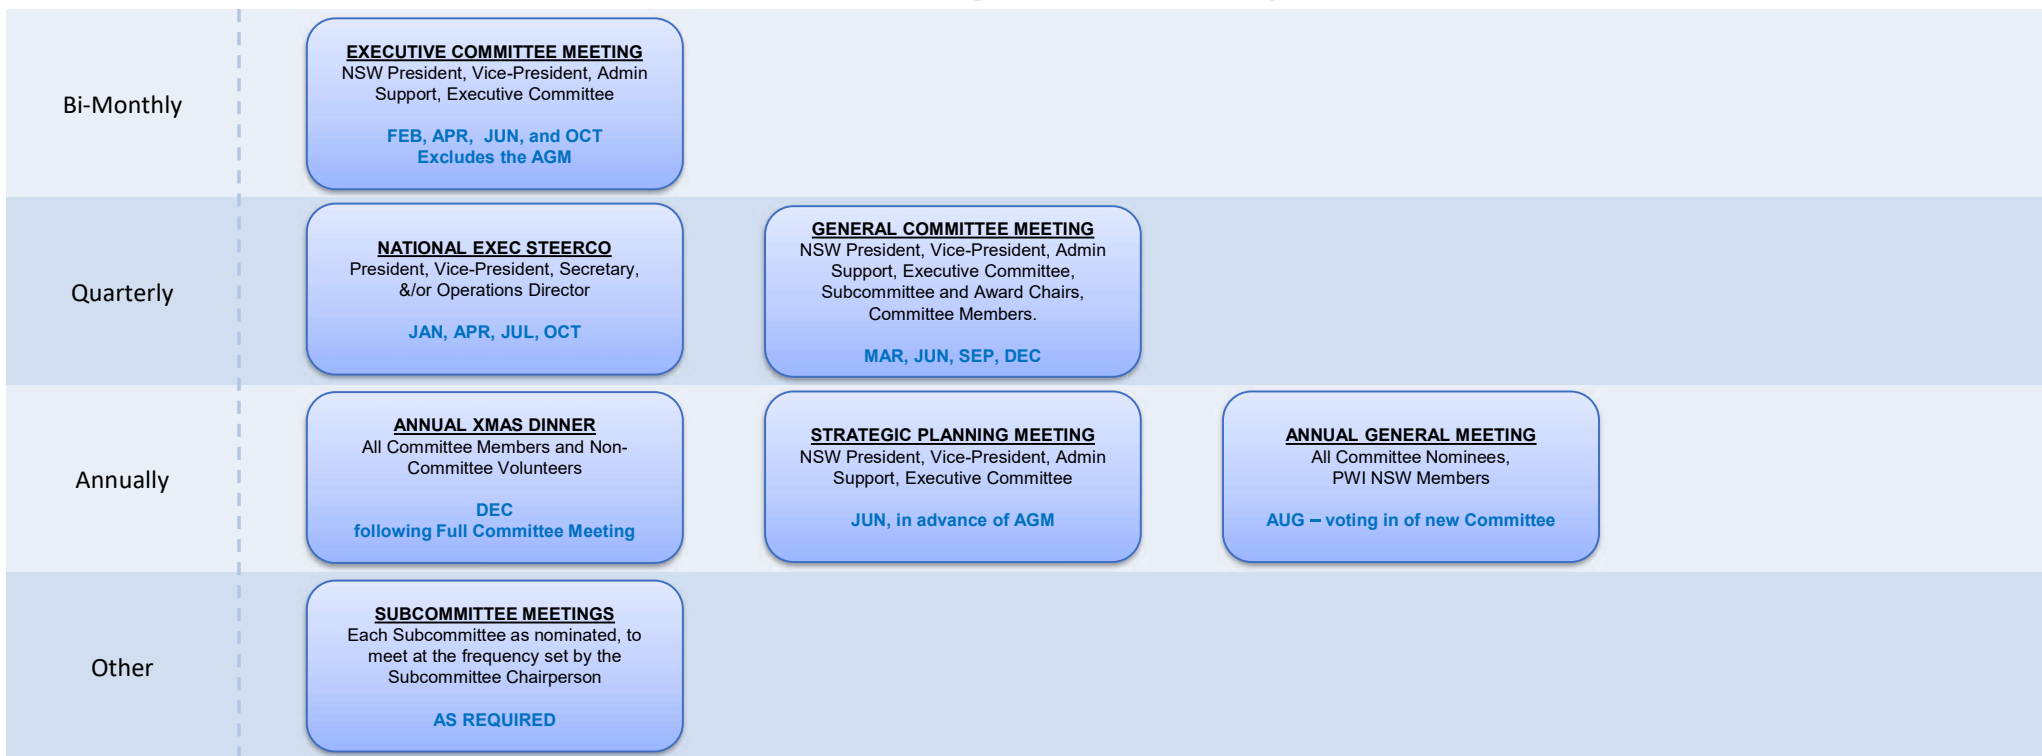 Bi-Monthly
EXECUTIVE COMMITTEE MEETING
NSW President, Vice-President, Admin
Support, Executive Committee
FEB, APR, JUN, and OCT
Excludes the AGM
Quarterly
NATIONAL EXEC STEERCO
President, Vice-President, Secretary,
&/or Operations Director
JAN, APR, JUL, OCT
GENERAL COMMITTEE MEETING
NSW President, Vice-President, Admin
Support, Executive Committee,
Subcommittee and Award Chairs,
Committee Members.
MAR, JUN, SEP, DEC
Annually
ANNUAL XMAS DINNER
All Committee Members and Non-
Committee Volunteers
DEC
following Full Committee Meeting
STRATEGIC PLANNING MEETING
NSW President, Vice-President, Admin
Support, Executive Committee
JUN, in advance of AGM
ANNUAL GENERAL MEETING
All Committee Nominees,
PWI NSW Members
AUG – voting in of new Committee
Other
SUBCOMMITTEE MEETINGS
Each Subcommittee as nominated, to
meet at the frequency set by the
Subcommittee Chairperson
AS REQUIRED